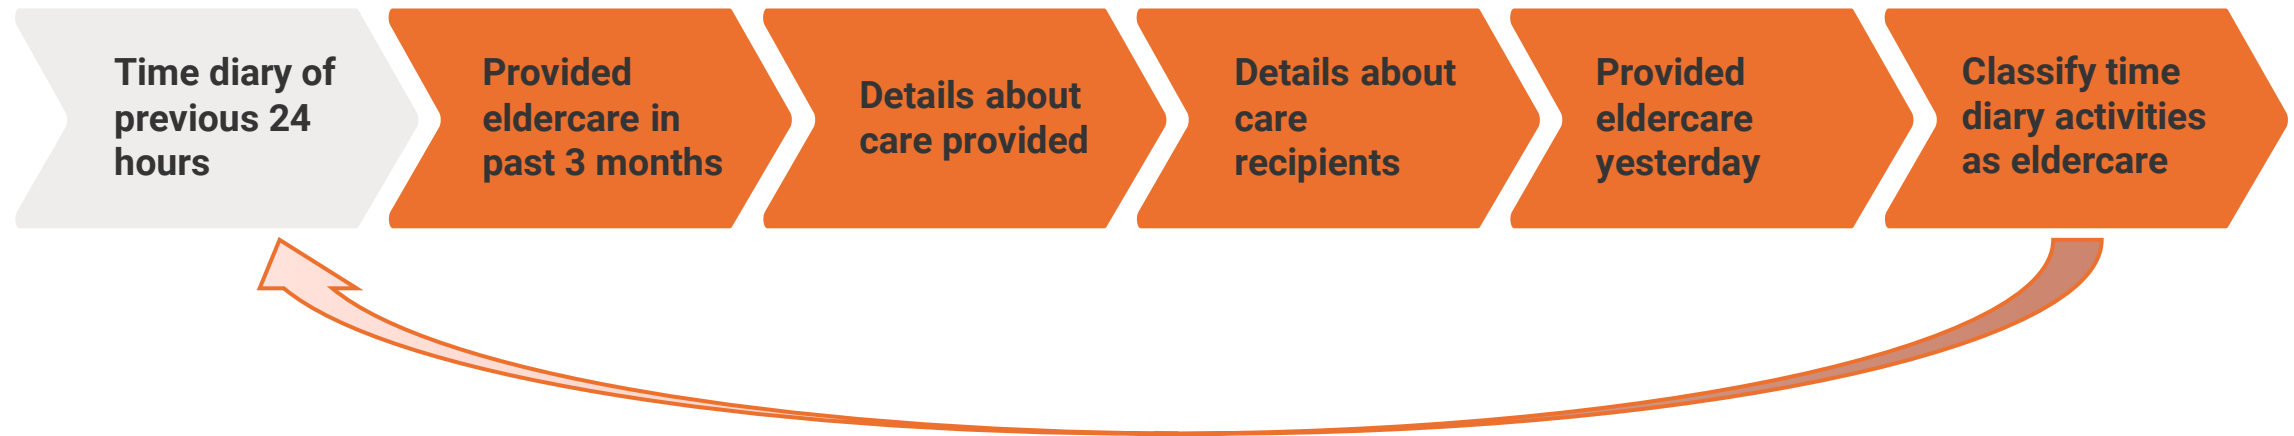 Time diary of
previous 24
hours
Provided
eldercare in
past 3 months
Details about
care provided
Details about
care
recipients
Provided
eldercare
yesterday
Classify time
diary activities
as eldercare